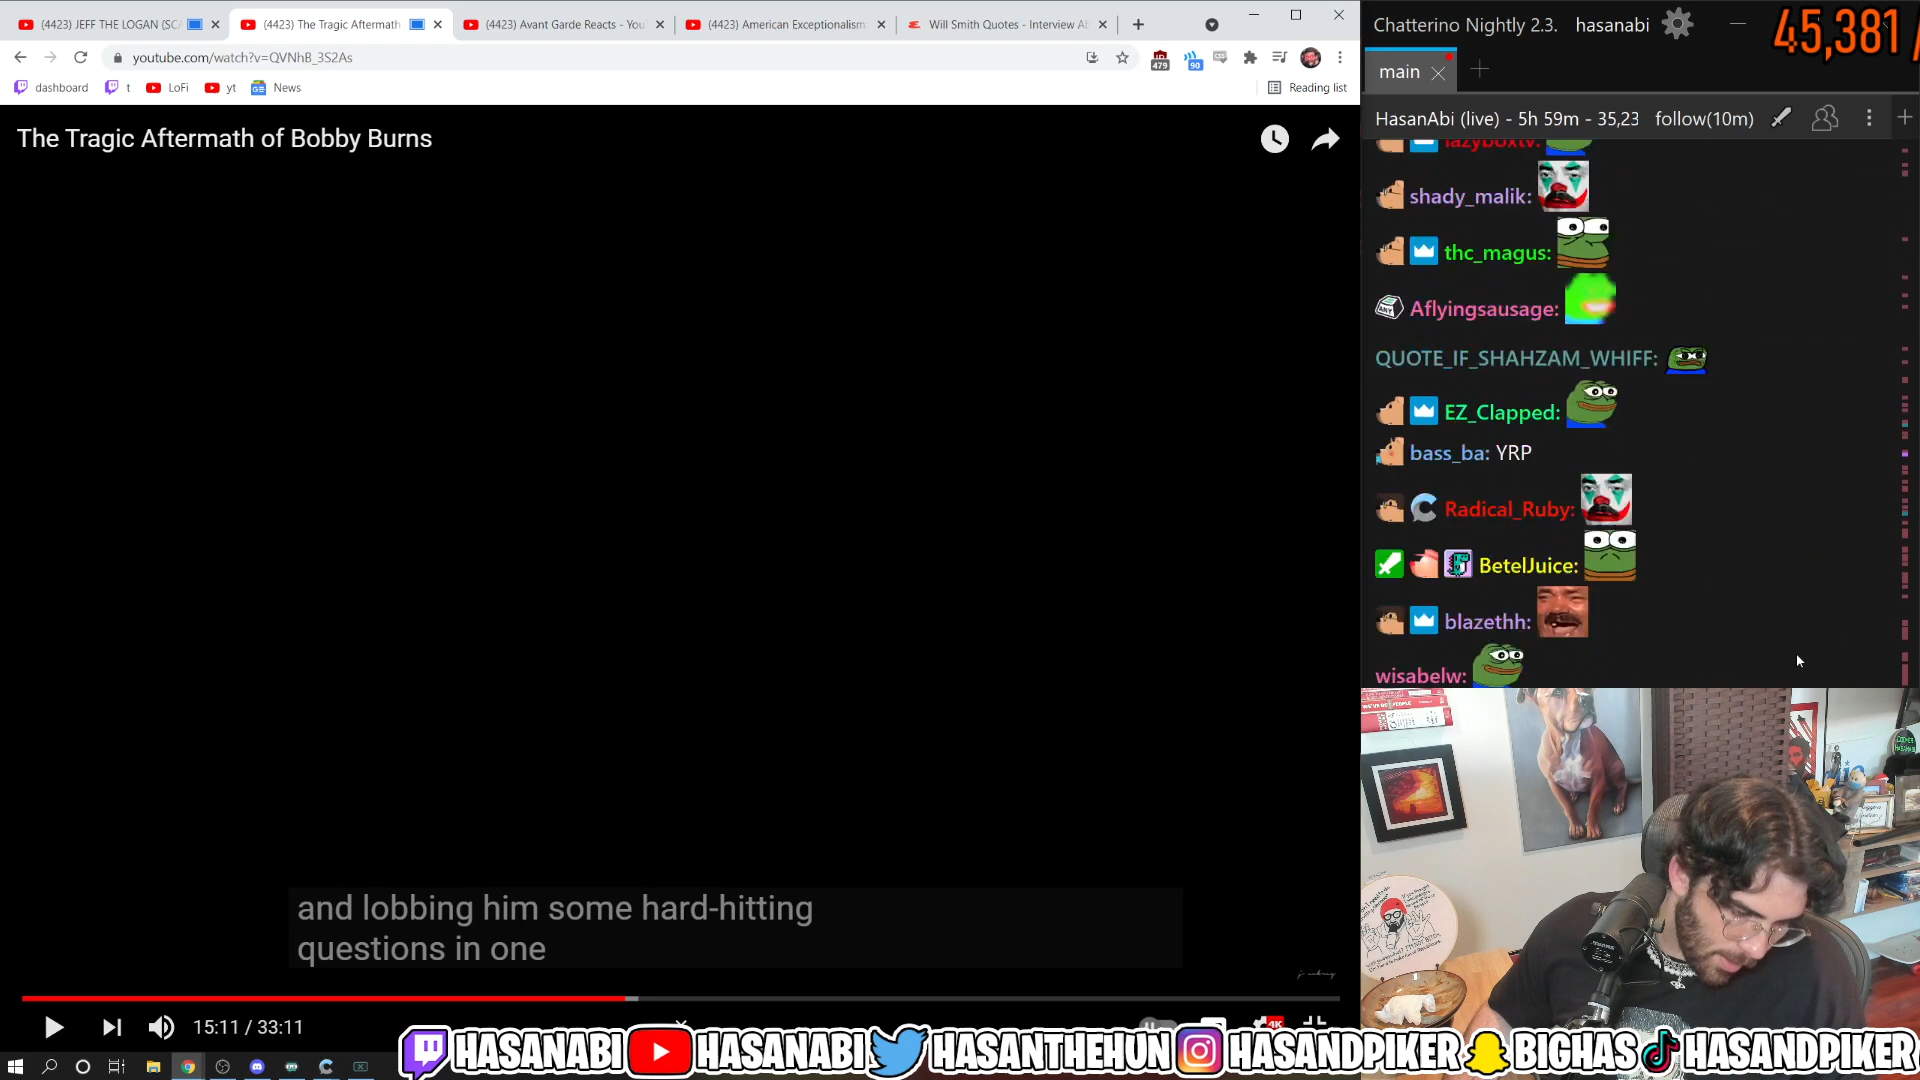 (4423) JEFF THE LOGAN (SC
(4423) The Tragic Aftermath
(4423) Avant Garde Reacts - You
(4423) American Exceptionalism
Will Smith Quotes - Interview Ab
youtube.com/watch?v=QVNhB_3S2As
479
90
dashboard
t
LoFi
yt
News
Reading list
The Tragic Aftermath of Bobby Burns
and lobbing him some hard-hitting
questions in one
15:11 / 33:11
Chatterino Nightly 2.3.
hasanabi
45,381 /
main
HasanAbi (live) - 5h 59m - 35,23
follow(10m)
lazyboxtv:
shady_malik:
thc_magus:
Aflyingsausage:
QUOTE_IF_SHAHZAM_WHIFF:
EZ_Clapped:
bass_ba: YRP
Radical_Ruby:
BetelJuice:
blazethh:
wisabelw:
HASANABI
HASANABI
HASANTHEHUN
HASANDPIKER
BIGHAS
HASANDPIKER